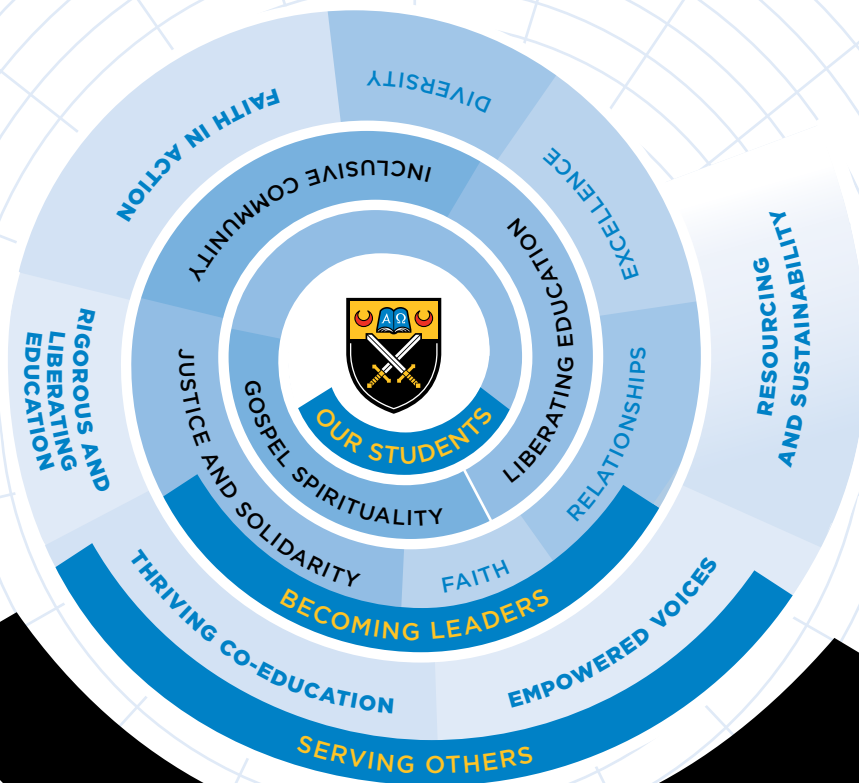 Α Ω
OUR STUDENTS
GOSPEL SPIRITUALITY
LIBERATING EDUCATION
INCLUSIVE COMMUNITY
JUSTICE AND SOLIDARITY
BECOMING LEADERS
FAITH
RELATIONSHIPS
EXCELLENCE
DIVERSITY
FAITH IN ACTION
RIGOROUS AND
LIBERATING
EDUCATION
THRIVING CO-EDUCATION
EMPOWERED VOICES
RESOURCING
AND SUSTAINABILITY
SERVING OTHERS